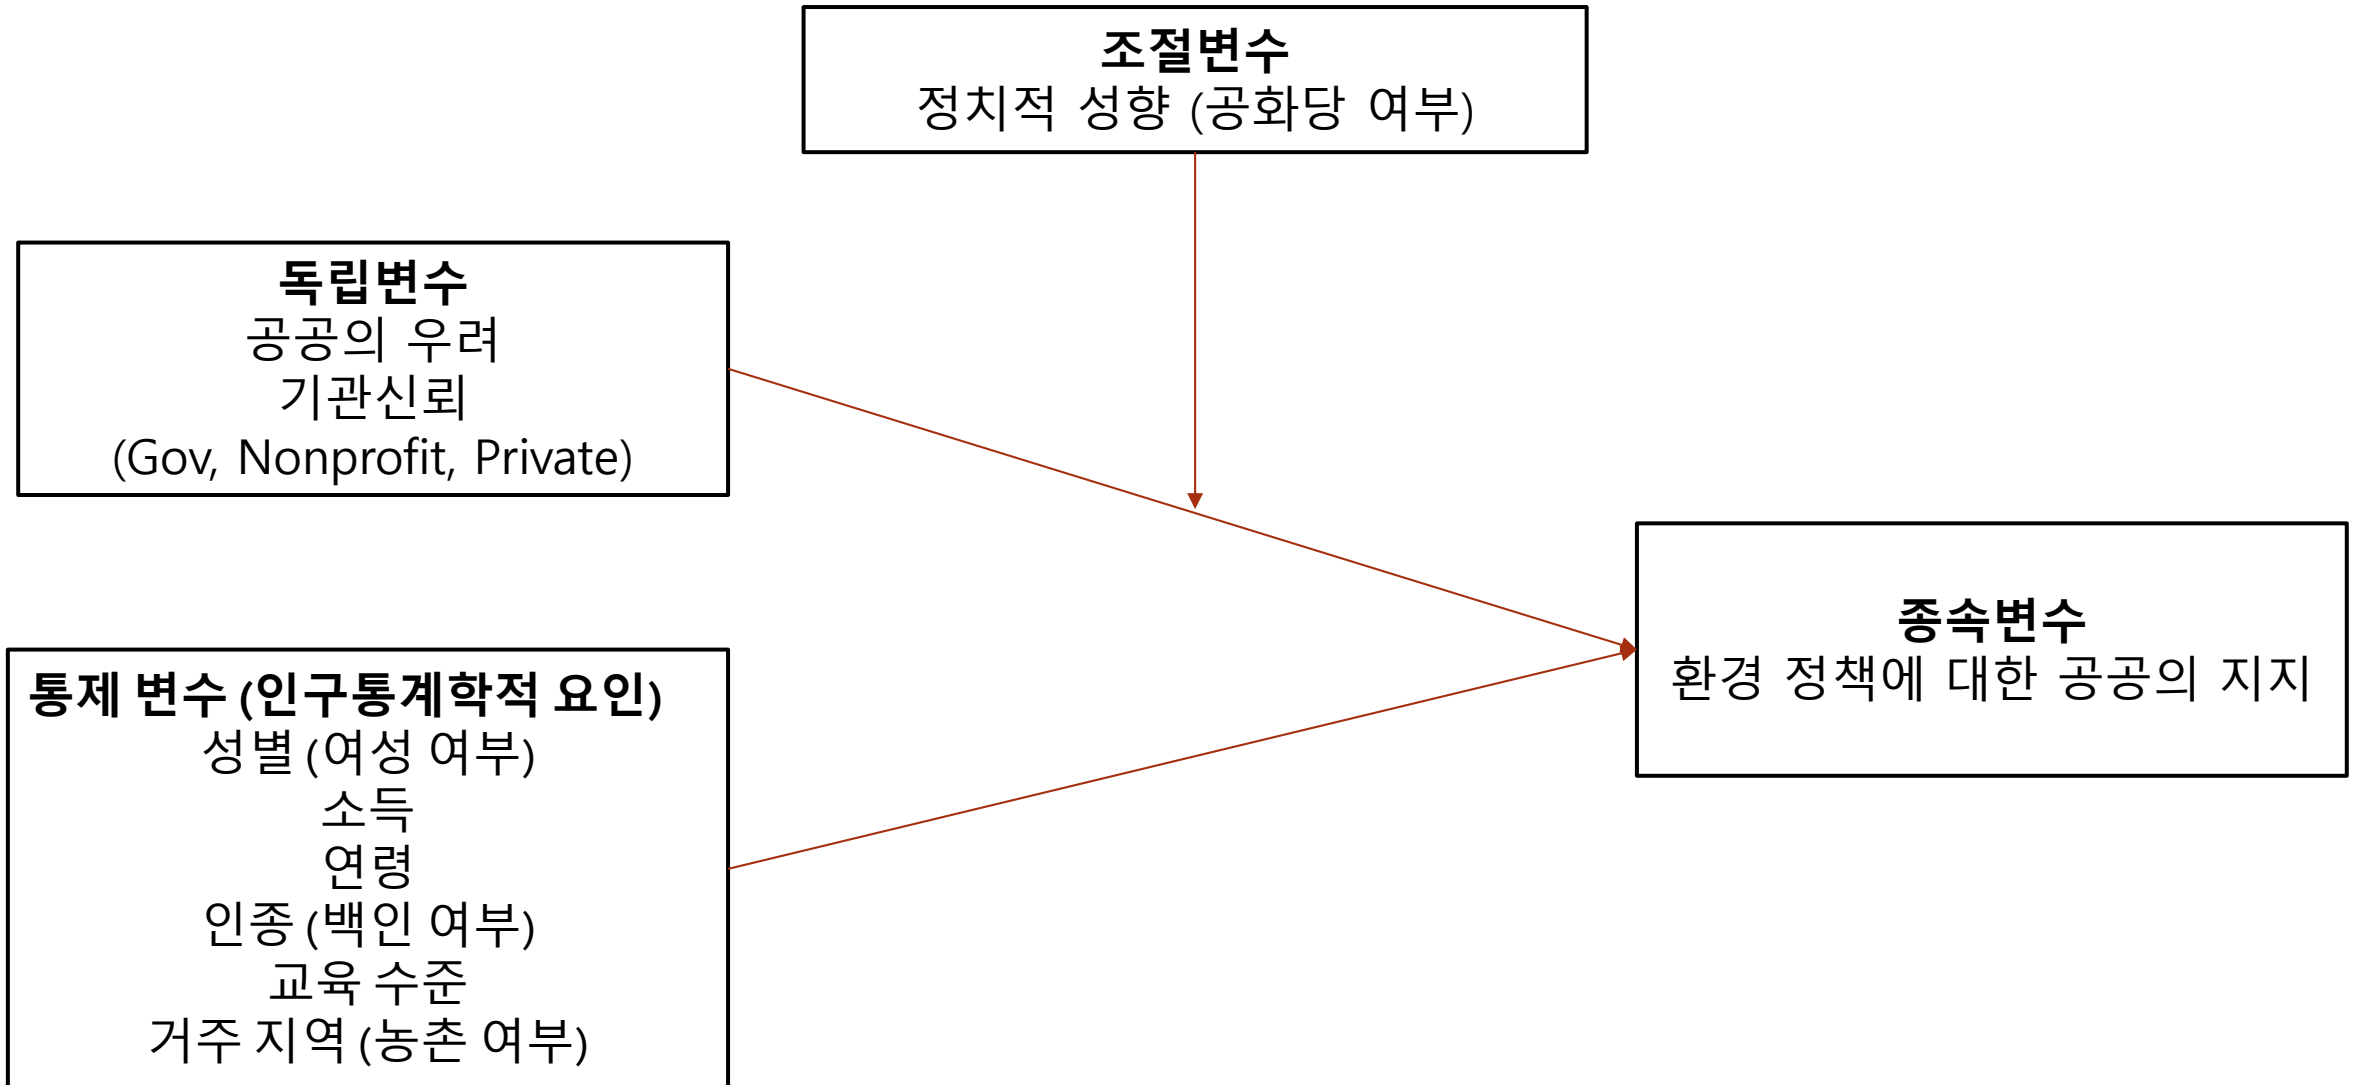 조절변수
정치적 성향 (공화당 여부)
독립변수
공공의 우려
기관신뢰
(Gov, Nonprofit, Private)
종속변수
환경 정책에 대한 공공의 지지
통제 변수 (인구통계학적 요인)
성별 (여성 여부)
소득
연령
인종 (백인 여부)
교육 수준
거주 지역 (농촌 여부)